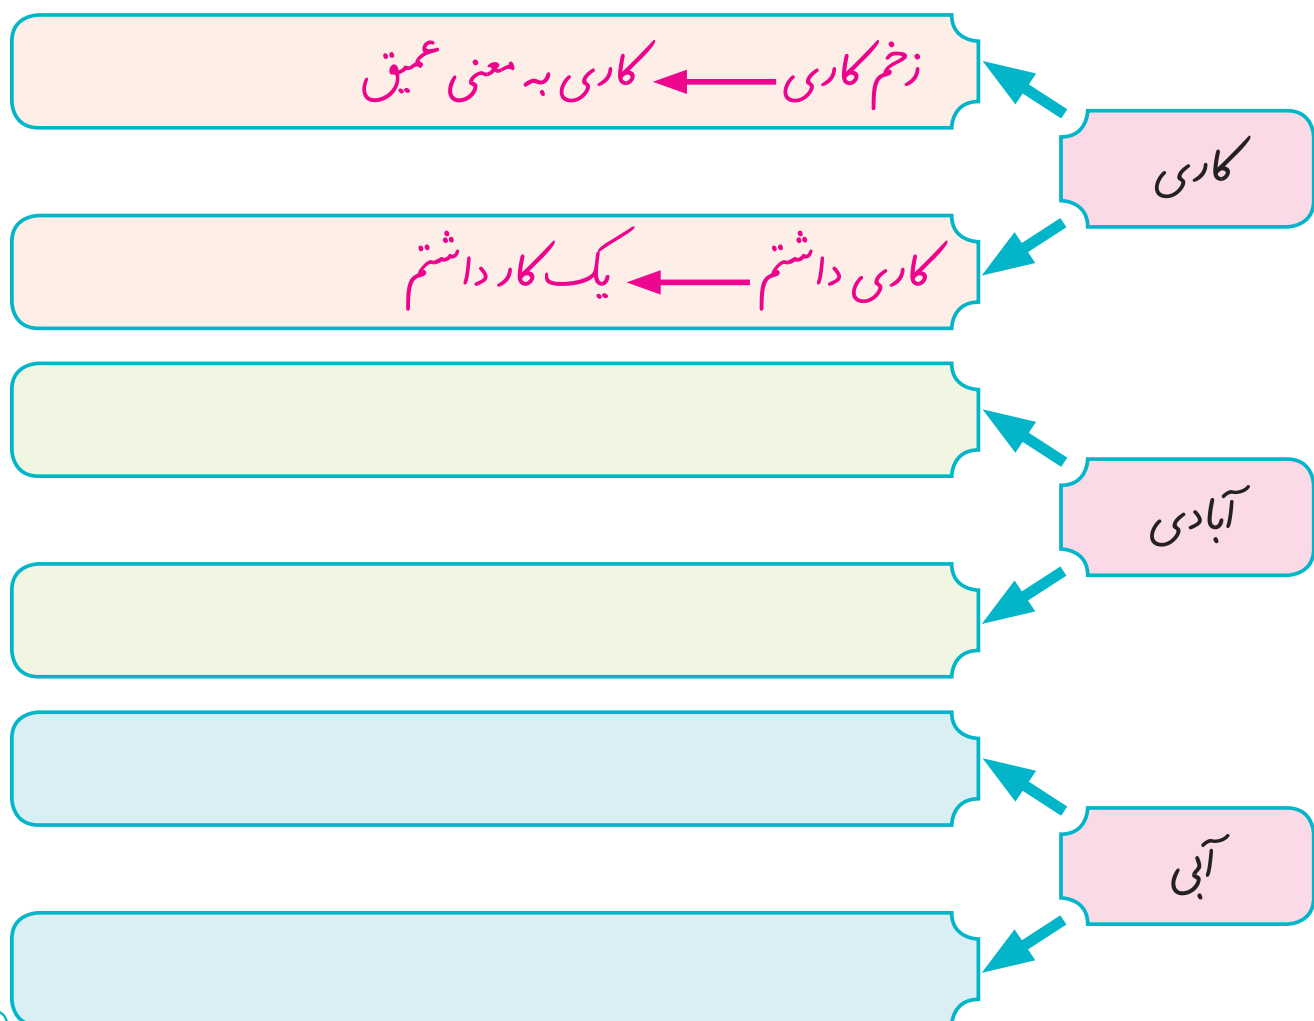 زخم کاری ← کاری به معنی عمیق
کاری
کاری داشتم ← یک کار داشتم
آبادی
آبی